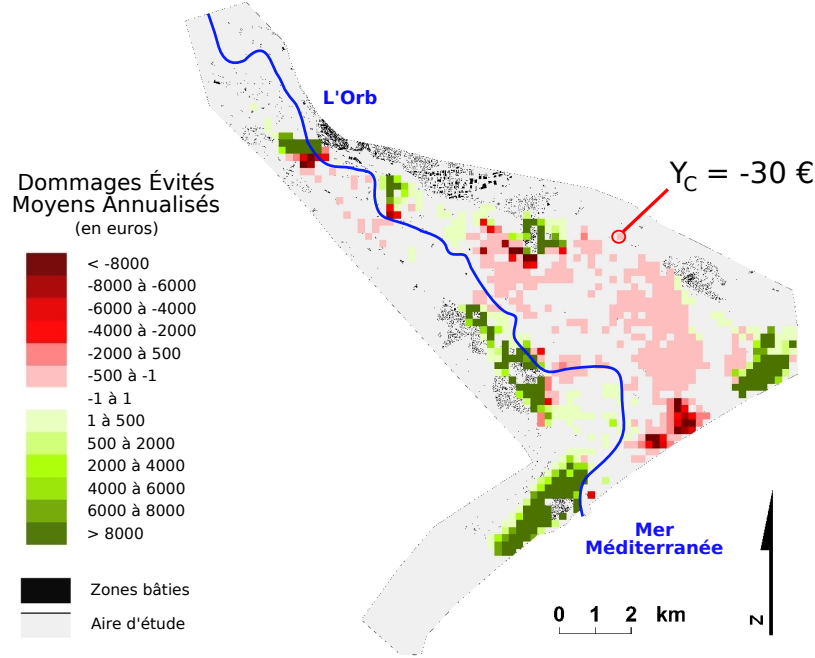 L'Orb
Y_C = -30 €
Dommages Évités
Moyens Annualisés
(en euros)
< -8000
-8000 à -6000
-6000 à -4000
-4000 à -2000
-2000 à 500
-500 à -1
-1 à 1
1 à 500
500 à 2000
2000 à 4000
4000 à 6000
6000 à 8000
> 8000
Zones bâties
Aire d'étude
Mer
Méditerranée
0 1 2 km
N